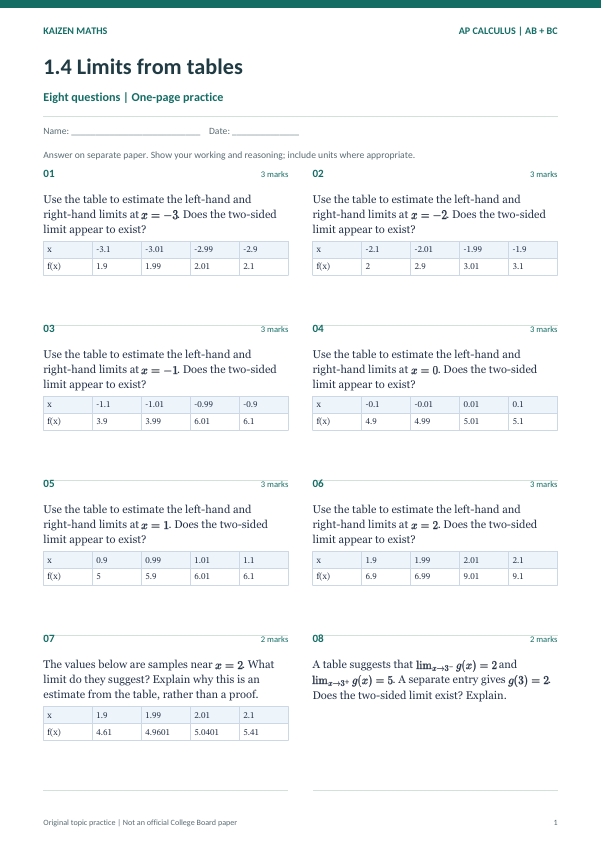 KAIZEN MATHS AP CALCULUS | AB + BC
1.4 Limits from tables
Eight questions | One-page practice
Name: ____________________________ Date: _______________
Answer on separate paper. Show your working and reasoning; include units where appropriate.
01 3 marks
Use the table to estimate the left-hand and
right-hand limits at x = −3. Does the two-sided
limit appear to exist?
x -3.1 -3.01 -2.99 -2.9
f(x) 1.9 1.99 2.01 2.1
02 3 marks
Use the table to estimate the left-hand and
right-hand limits at x = −2. Does the two-sided
limit appear to exist?
x -2.1 -2.01 -1.99 -1.9
f(x) 2 2.9 3.01 3.1
03 3 marks
Use the table to estimate the left-hand and
right-hand limits at x = −1. Does the two-sided
limit appear to exist?
x -1.1 -1.01 -0.99 -0.9
f(x) 3.9 3.99 6.01 6.1
04 3 marks
Use the table to estimate the left-hand and
right-hand limits at x = 0. Does the two-sided
limit appear to exist?
x -0.1 -0.01 0.01 0.1
f(x) 4.9 4.99 5.01 5.1
05 3 marks
Use the table to estimate the left-hand and
right-hand limits at x = 1. Does the two-sided
limit appear to exist?
x 0.9 0.99 1.01 1.1
f(x) 5 5.9 6.01 6.1
06 3 marks
Use the table to estimate the left-hand and
right-hand limits at x = 2. Does the two-sided
limit appear to exist?
x 1.9 1.99 2.01 2.1
f(x) 6.9 6.99 9.01 9.1
07 2 marks
The values below are samples near x = 2. What
limit do they suggest? Explain why this is an
estimate from the table, rather than a proof.
x 1.9 1.99 2.01 2.1
f(x) 4.61 4.9601 5.0401 5.41
08 2 marks
A table suggests that lim x→3⁻ g(x) = 2 and
lim x→3⁺ g(x) = 5. A separate entry gives g(3) = 2.
Does the two-sided limit exist? Explain.
Original topic practice | Not an official College Board paper 1